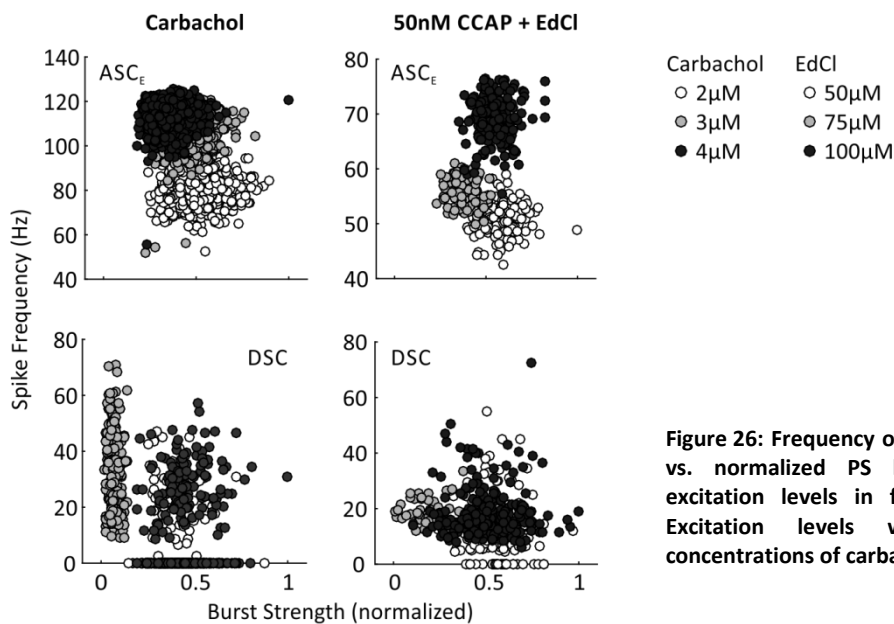 Carbachol
50nM CCAP + EdCl
140
120
100
80
60
40
ASC_E
80
70
60
50
40
ASC_E
Carbachol EdCl
2µM 50µM
3µM 75µM
4µM 100µM
Spike Frequency (Hz)
80
60
40
20
0
DSC
0 0.5 1
80
60
40
20
0
DSC
0 0.5 1
Burst Strength (normalized)
Figure 26: Frequency o
vs. normalized PS
excitation levels in f
Excitation levels v
concentrations of carba